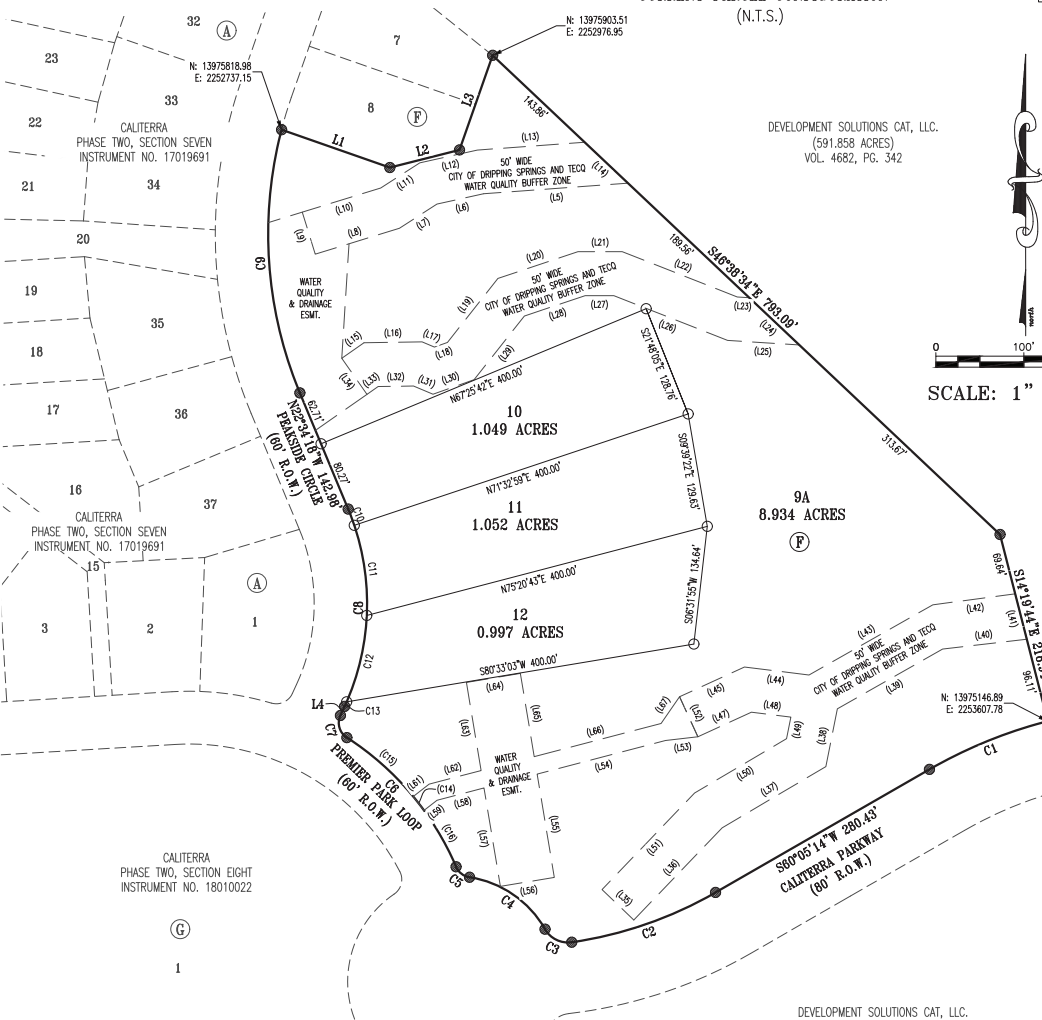 (N.T.S.)
N: 13975903.51
E: 2252976.95
32
A
7
23
N: 13975818.98
E: 2252737.15
33
8
F
L3
143.86'
22
CALITERRA
PHASE TWO, SECTION SEVEN
INSTRUMENT NO. 17019691
L1
L2
(L13)
(L12)
DEVELOPMENT SOLUTIONS CAT, LLC.
(591.858 ACRES)
VOL. 4682, PG. 342
50' WIDE
CITY OF DRIPPING SPRINGS AND TECQ
WATER QUALITY BUFFER ZONE
(L14)
21
34
(L11)
(L10)
(L5)
(L6)
(L7)
(L8)
(L9)
20
C9
189.56'
S46°38'34"E 793.09'
(L20)
(L21)
(L22)
50' WIDE
CITY OF DRIPPING SPRINGS AND TECQ
WATER QUALITY BUFFER ZONE
WATER
QUALITY
& DRAINAGE
ESMT.
19
35
(L19)
(L27)
(L28)
(L23)
(L24)
(L25)
(L26)
north
18
(L15)
(L16)
(L17)
(L18)
0
100'
(L34)
(L33)
(L32)
(L31)
(L30)
(L29)
S21°48'05"E 128.76'
SCALE: 1"
17
36
62.71'
N67°25'42"E 400.00'
N22°34'18"W 142.98'
PEAKSIDE CIRCLE
(60' R.O.W.)
80.27'
10
1.049 ACRES
313.67'
N71°32'59"E 400.00'
S09°39'22"E 129.63'
16
37
C10
11
1.052 ACRES
9A
8.934 ACRES
F
CALITERRA
PHASE TWO, SECTION SEVEN
INSTRUMENT NO. 17019691
15
C11
N75°20'43"E 400.00'
69.64'
A
3
2
1
C8
12
0.997 ACRES
S06°31'55"W 134.64'
S14°19'44"E
(L41)
(L42)
(L43)
(L40)
C12
S80°33'03"W 400.00'
50' WIDE
CITY OF DRIPPING SPRINGS AND TECQ
WATER QUALITY BUFFER ZONE
96.11'
(L64)
(L44)
(L45)
(L39)
L4
C13
(L63)
(L65)
(L67)
(L52)
(L47)
(L48)
(L49)
(L38)
N: 13975146.89
E: 2253607.78
C7
(C15)
C6
(L66)
(L53)
C1
PREMIER PARK LOOP
(60' R.O.W.)
(L61)
(L62)
(C14)
WATER
QUALITY
& DRAINAGE
ESMT.
(L54)
(L50)
(L37)
(L59)
(L58)
(C16)
(L57)
(L55)
(L51)
(L36)
S60°05'14"W 280.43'
CALITERRA PARKWAY
(80' R.O.W.)
CALITERRA
PHASE TWO, SECTION EIGHT
INSTRUMENT NO. 18010022
C5
(L56)
(L35)
C4
G
C3
C2
1
DEVELOPMENT SOLUTIONS CAT, LLC.